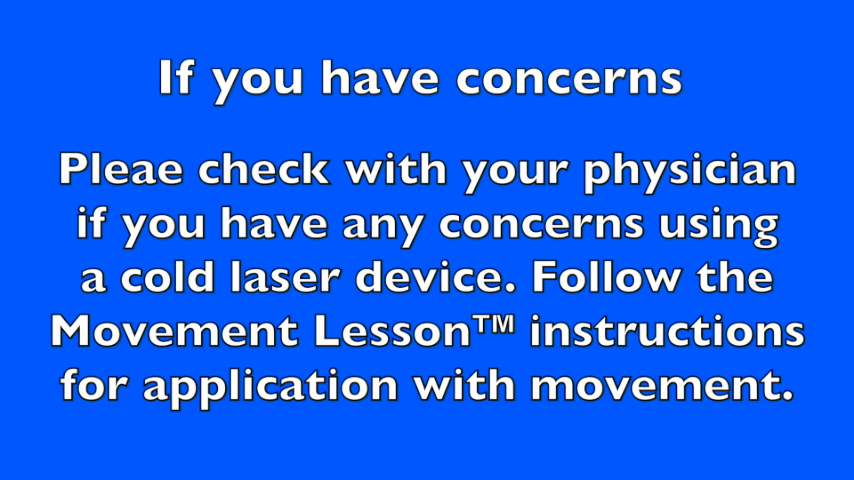 If you have concerns
Pleae check with your physician
if you have any concerns using
a cold laser device. Follow the
Movement Lesson™ instructions
for application with movement.